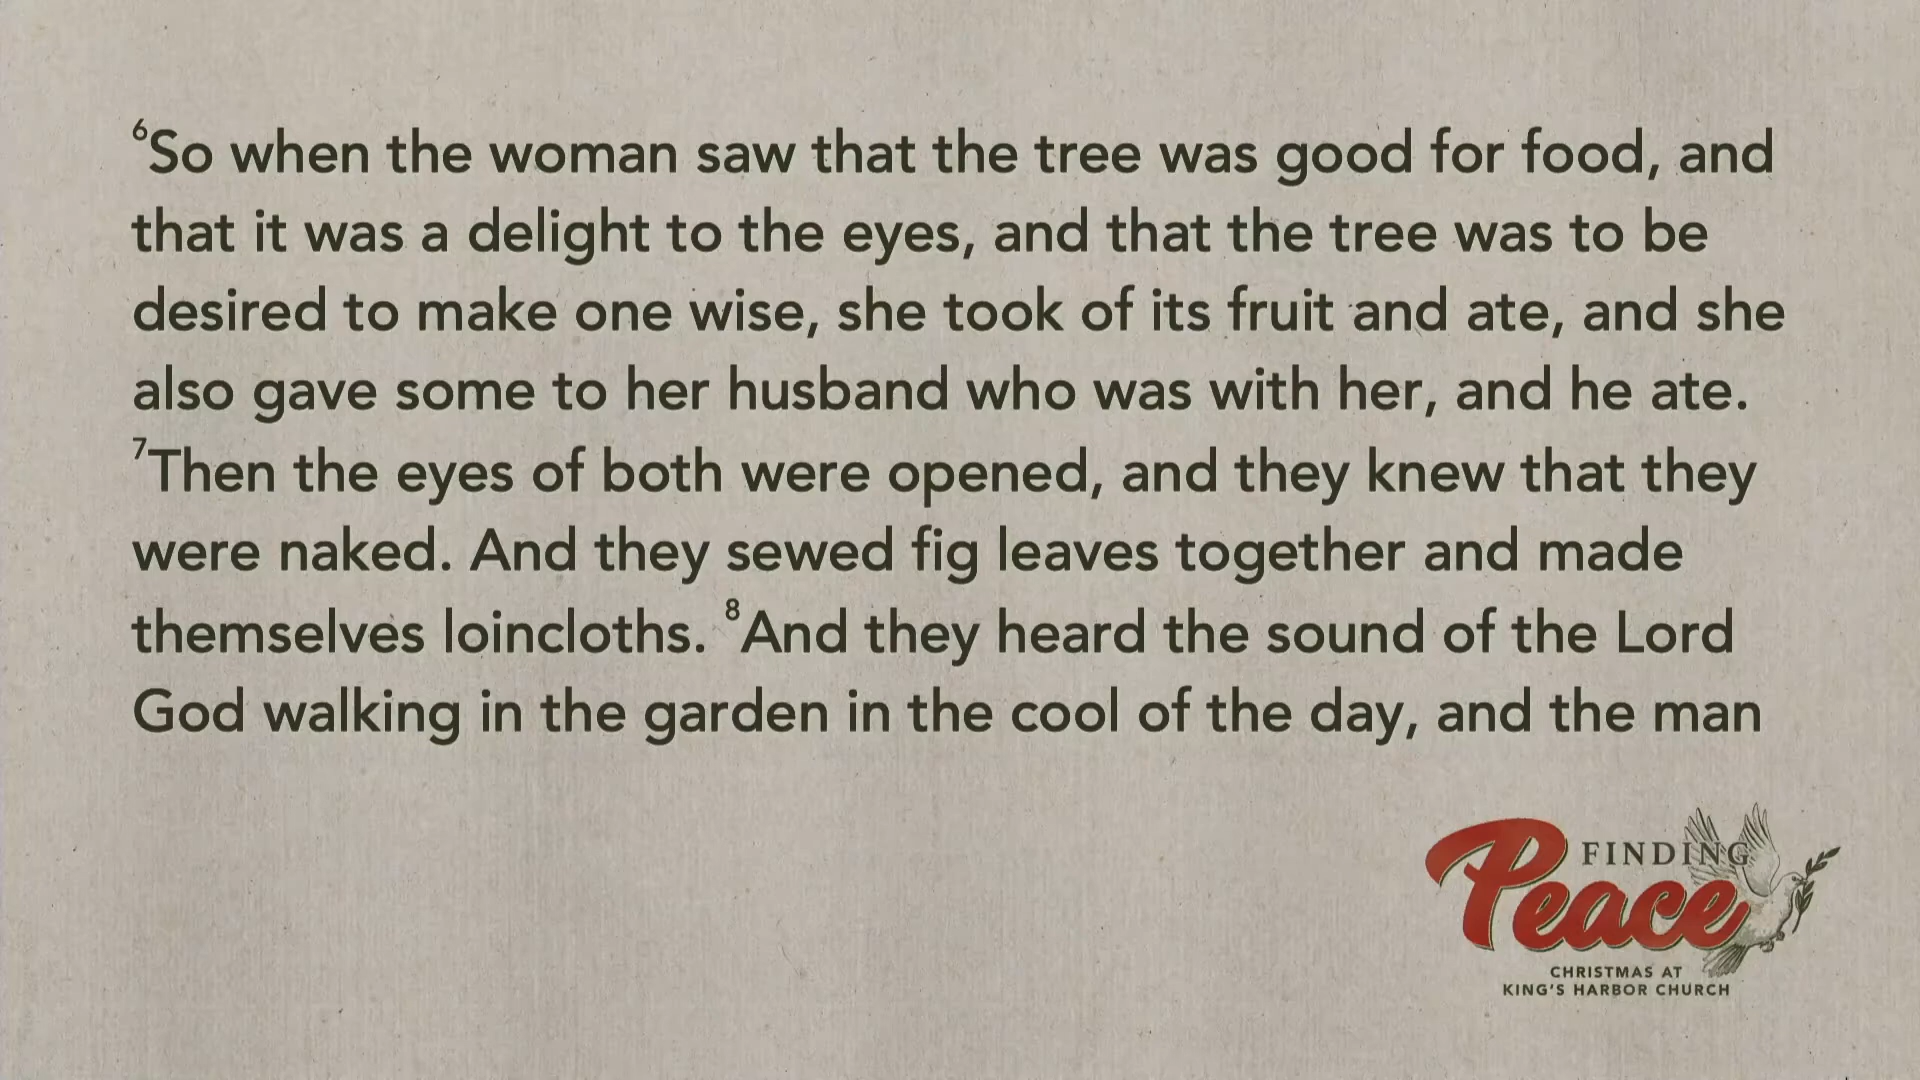 ⁶So when the woman saw that the tree was good for food, and
that it was a delight to the eyes, and that the tree was to be
desired to make one wise, she took of its fruit and ate, and she
also gave some to her husband who was with her, and he ate.
⁷Then the eyes of both were opened, and they knew that they
were naked. And they sewed fig leaves together and made
themselves loincloths. ⁸And they heard the sound of the Lord
God walking in the garden in the cool of the day, and the man
FINDING
Peace
CHRISTMAS AT
KING'S HARBOR CHURCH